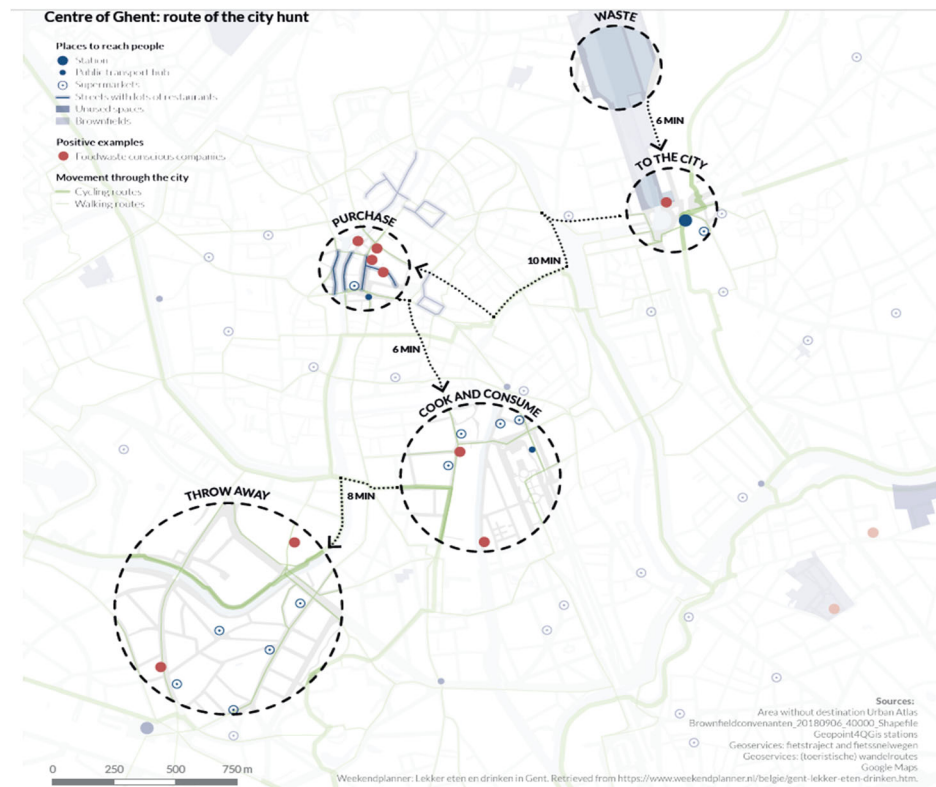 Centre of Ghent: route of the city hunt
Places to reach people
Station
Public transport hub
Supermarkets
Streets with lots of restaurants
Unused spaces
Brownfields
Positive examples
Foodwaste conscious companies
Movement through the city
Cycling routes
Walking routes
WASTE
6 MIN
TO THE CITY
PURCHASE
10 MIN
6 MIN
COOK AND CONSUME
8 MIN
THROW AWAY
Sources:
Area without destination Urban Atlas
Brownfieldconvenanten_20180906_40000_Shapefile
Geopoint4QGis stations
Geoservices: fietstraject and fietssnelwegen
Geoservices: (toeristische) wandelroutes
Google Maps
Weekendplanner: Lekker eten en drinken in Gent. Retrieved from https://www.weekendplanner.nl/belgie/gent-lekker-eten-drinken.htm.
0 250 500 750 m